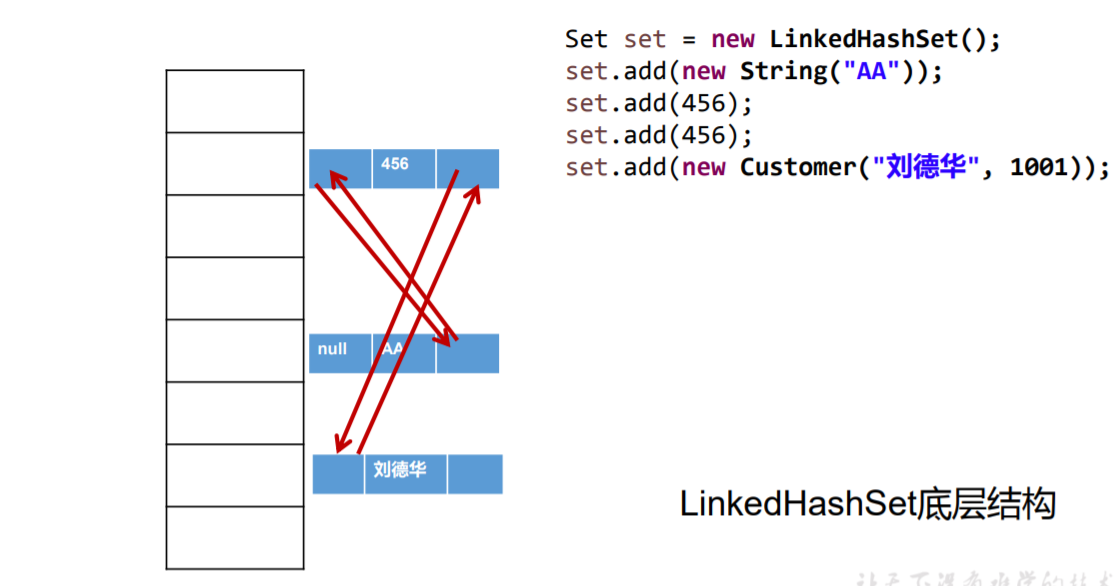 Set set = new LinkedHashSet();
set.add(new String("AA"));
set.add(456);
set.add(456);
set.add(new Customer("刘德华", 1001));
456
null AA
刘德华
LinkedHashSet底层结构